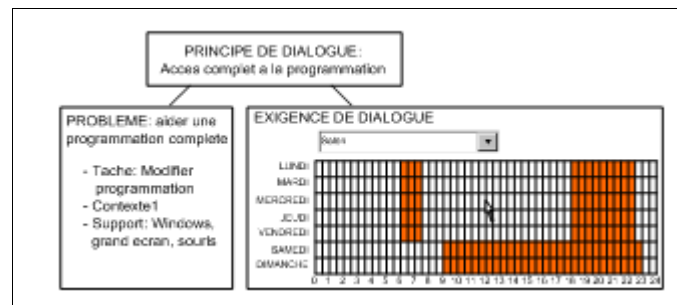 PRINCIPE DE DIALOGUE:
Acces complet a la programmation
PROBLEME: aider une
programmation complete
- Tache: Modifier
programmation
- Contexte1
- Support: Windows,
grand ecran, souris
EXIGENCE DE DIALOGUE
Salon
LUNDI
MARDI
MERCREDI
JEUDI
VENDREDI
SAMEDI
DIMANCHE
0 1 2 3 4 5 6 7 8 9 10 11 12 13 14 15 16 17 18 19 20 21 22 23 24